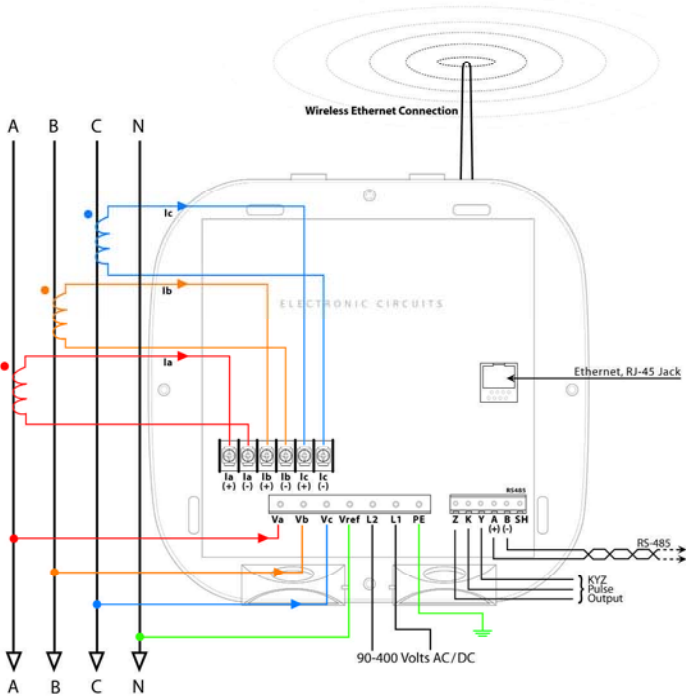 Wireless Ethernet Connection
A B C N
Ic
Ib
ELECTRONIC CIRCUITS
Ia
Ethernet, RJ-45 Jack
Ia Ia Ib Ib Ic Ic
(+) (-) (+) (-) (+) (-)
RS485
Va Vb Vc Vref L2 L1 PE
Z K Y A B SH
(+) (-)
RS-485
KYZ
Pulse
Output
90-400 Volts AC/DC
A B C N